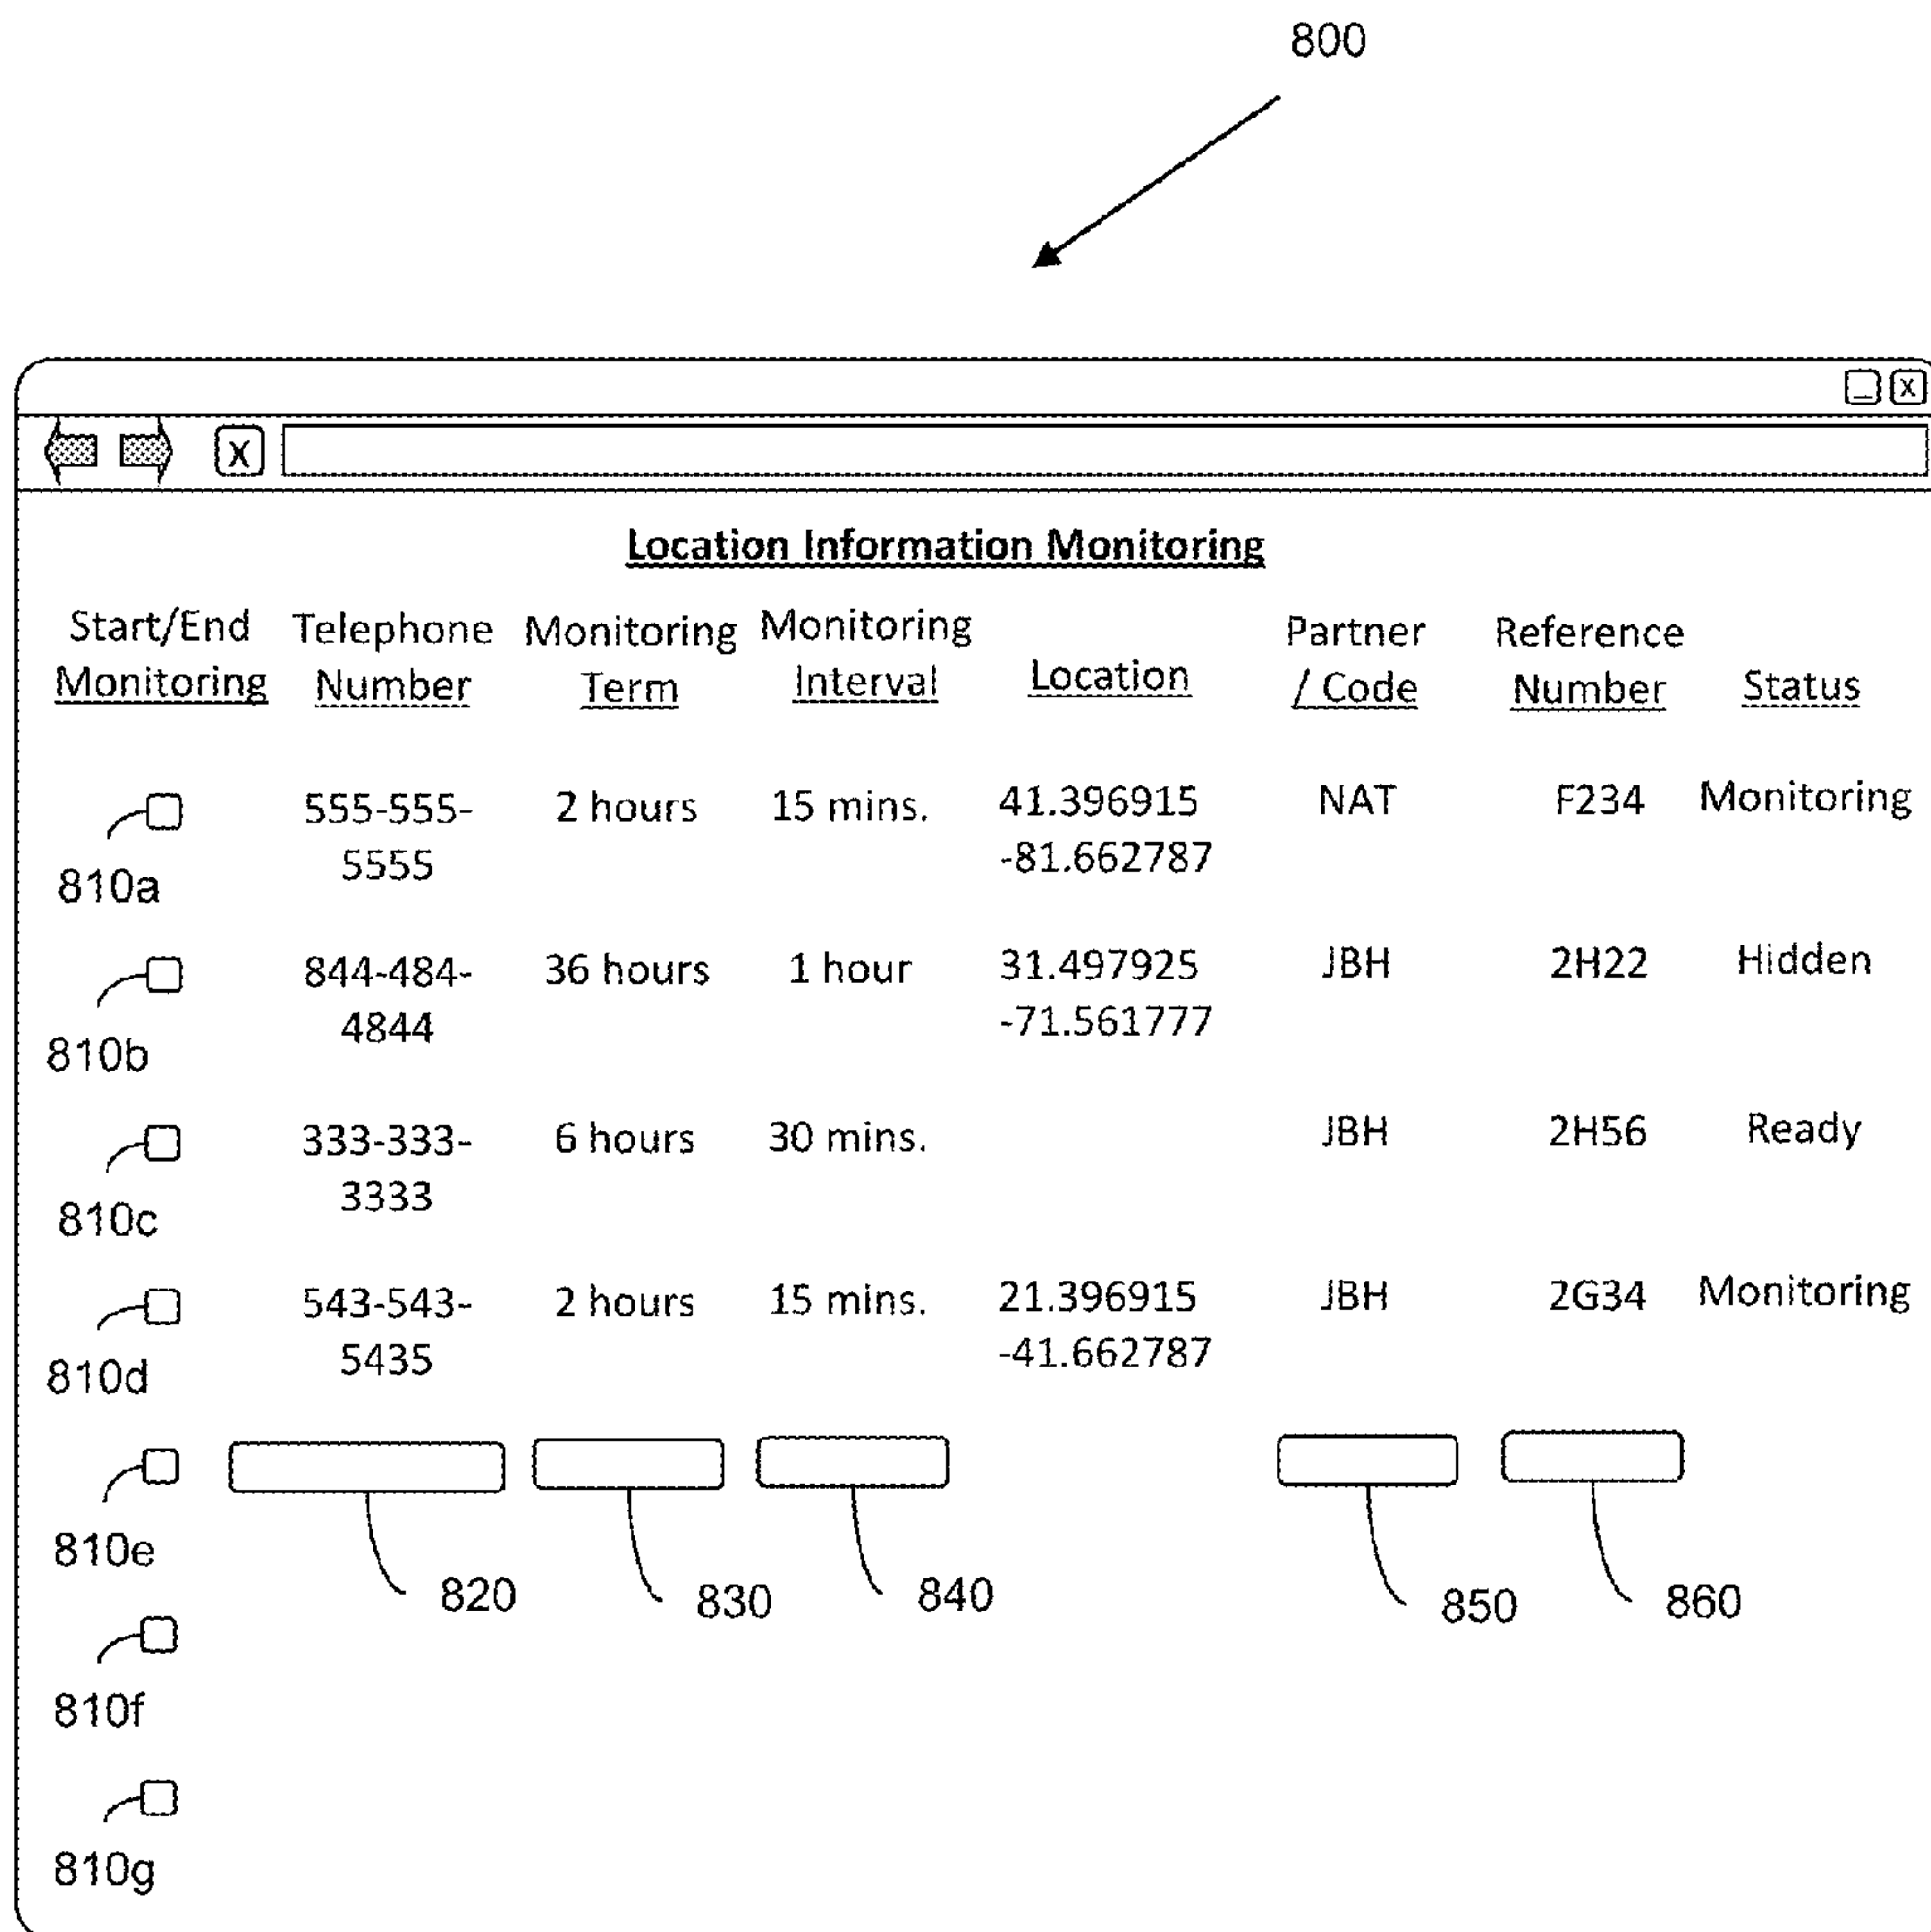 800
_ X
X
Location Information Monitoring
Start/End Telephone Monitoring Monitoring Partner Reference
Monitoring Number Term Interval Location / Code Number Status
555-555- 2 hours 15 mins. 41.396915 NAT F234 Monitoring
5555 -81.662787
810a
844-484- 36 hours 1 hour 31.497925 JBH 2H22 Hidden
4844 -71.561777
810b
333-333- 6 hours 30 mins. JBH 2H56 Ready
3333
810c
543-543- 2 hours 15 mins. 21.396915 JBH 2G34 Monitoring
5435 -41.662787
810d
810e
820 830 840 850 860
810f
810g